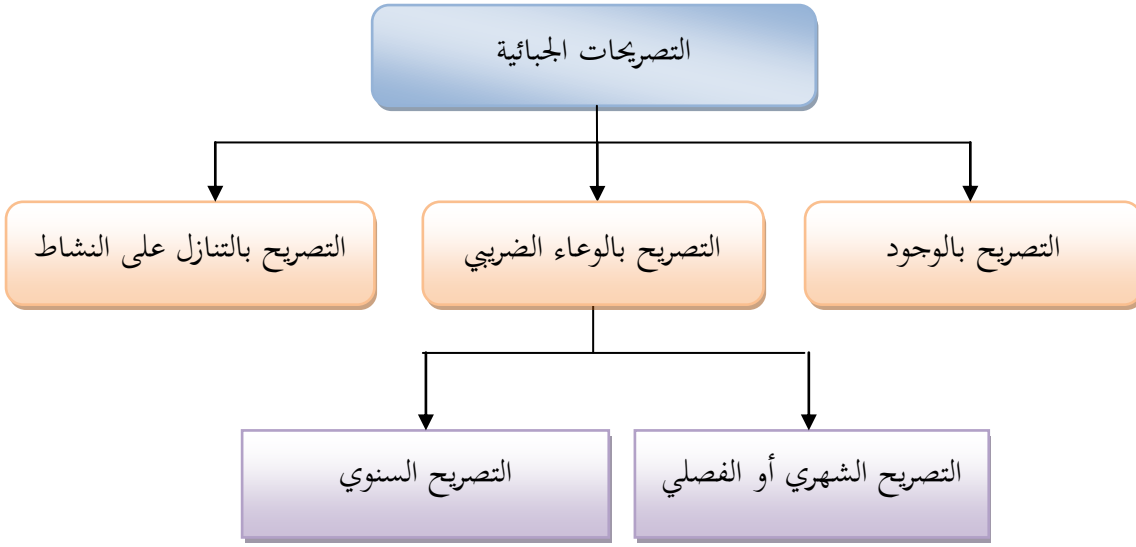 التصريحات الجبائية
التصريح بالوجود
التصريح بالوعاء الضريبي
التصريح بالتنازل على النشاط
التصريح الشهري أو الفصلي
التصريح السنوي